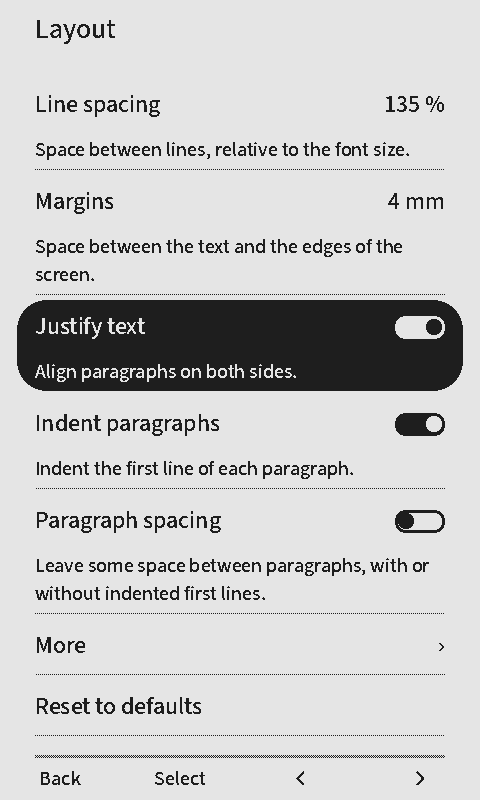 Layout
Line spacing 135 %
Space between lines, relative to the font size.
Margins 4 mm
Space between the text and the edges of the
screen.
Justify text
Align paragraphs on both sides.
Indent paragraphs
Indent the first line of each paragraph.
Paragraph spacing
Leave some space between paragraphs, with or
without indented first lines.
More ›
Reset to defaults
Back Select